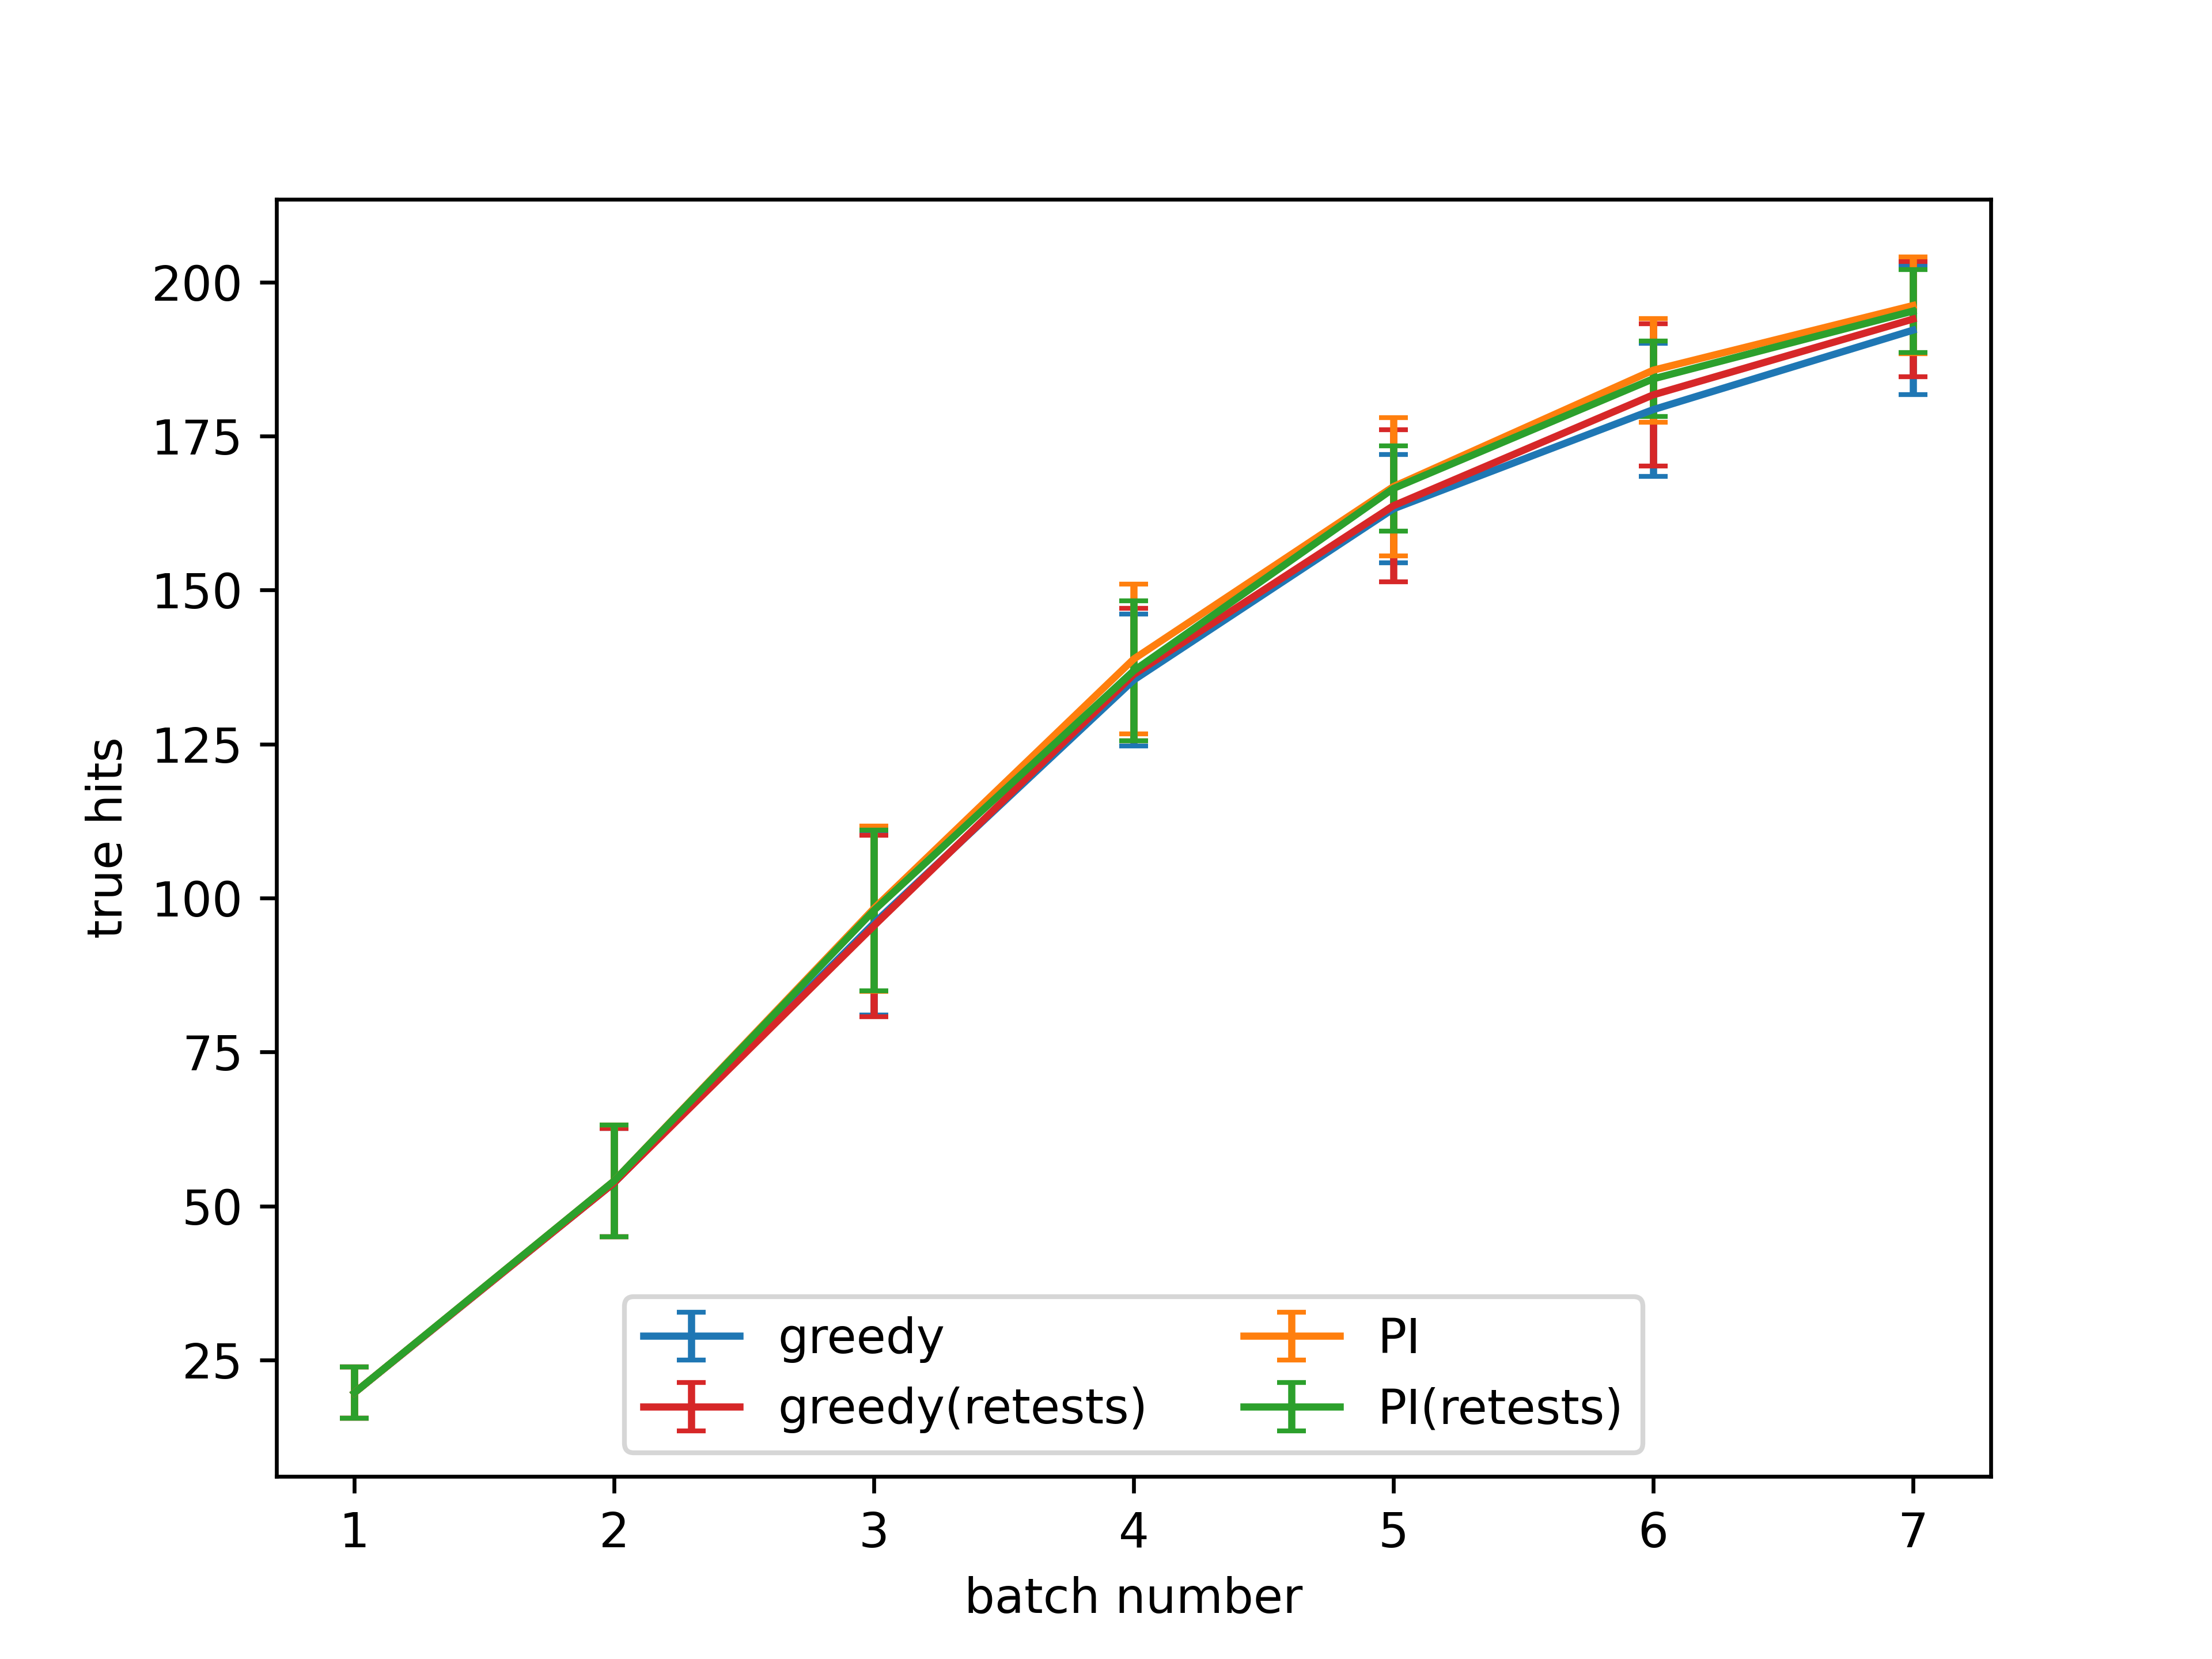 200
175
150
125
100
75
50
25
true hits
greedy
greedy(retests)
PI
PI(retests)
1 2 3 4 5 6 7
batch number